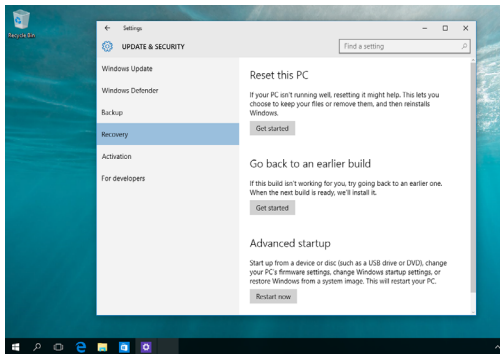 Recycle Bin
Settings
UPDATE & SECURITY
Find a setting
Windows Update
Windows Defender
Backup
Recovery
Activation
For developers
Reset this PC
If your PC isn't running well, resetting it might help. This lets you
choose to keep your files or remove them, and then reinstalls
Windows.
Get started
Go back to an earlier build
If this build isn't working for you, try going back to an earlier one.
When the next build is ready, we'll install it.
Get started
Advanced startup
Start up from a device or disc (such as a USB drive or DVD), change
your PC's firmware settings, change Windows startup settings, or
restore Windows from a system image. This will restart your PC.
Restart now